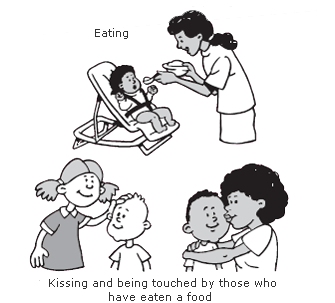 Eating
Kissing and being touched by those who
have eaten a food